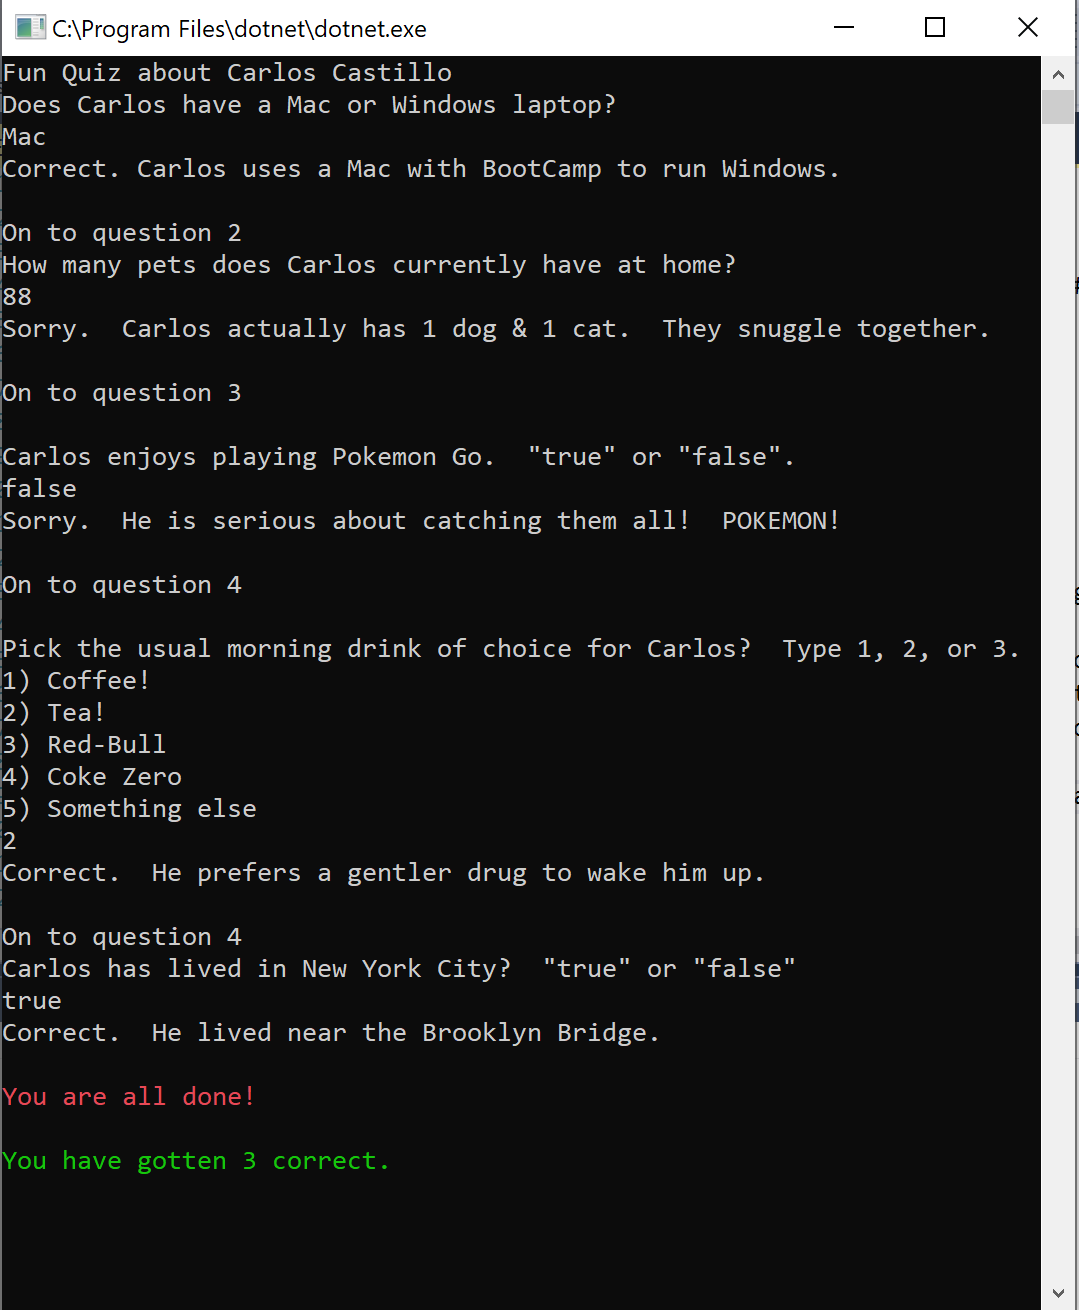 C:\Program Files\dotnet\dotnet.exe
Fun Quiz about Carlos Castillo
Does Carlos have a Mac or Windows laptop?
Mac
Correct. Carlos uses a Mac with BootCamp to run Windows.
On to question 2
How many pets does Carlos currently have at home?
88
Sorry.  Carlos actually has 1 dog & 1 cat.  They snuggle together.
On to question 3
Carlos enjoys playing Pokemon Go.  "true" or "false".
false
Sorry.  He is serious about catching them all!  POKEMON!
On to question 4
Pick the usual morning drink of choice for Carlos?  Type 1, 2, or 3.
1) Coffee!
2) Tea!
3) Red-Bull
4) Coke Zero
5) Something else
2
Correct.  He prefers a gentler drug to wake him up.
On to question 4
Carlos has lived in New York City?  "true" or "false"
true
Correct.  He lived near the Brooklyn Bridge.
You are all done!
You have gotten 3 correct.